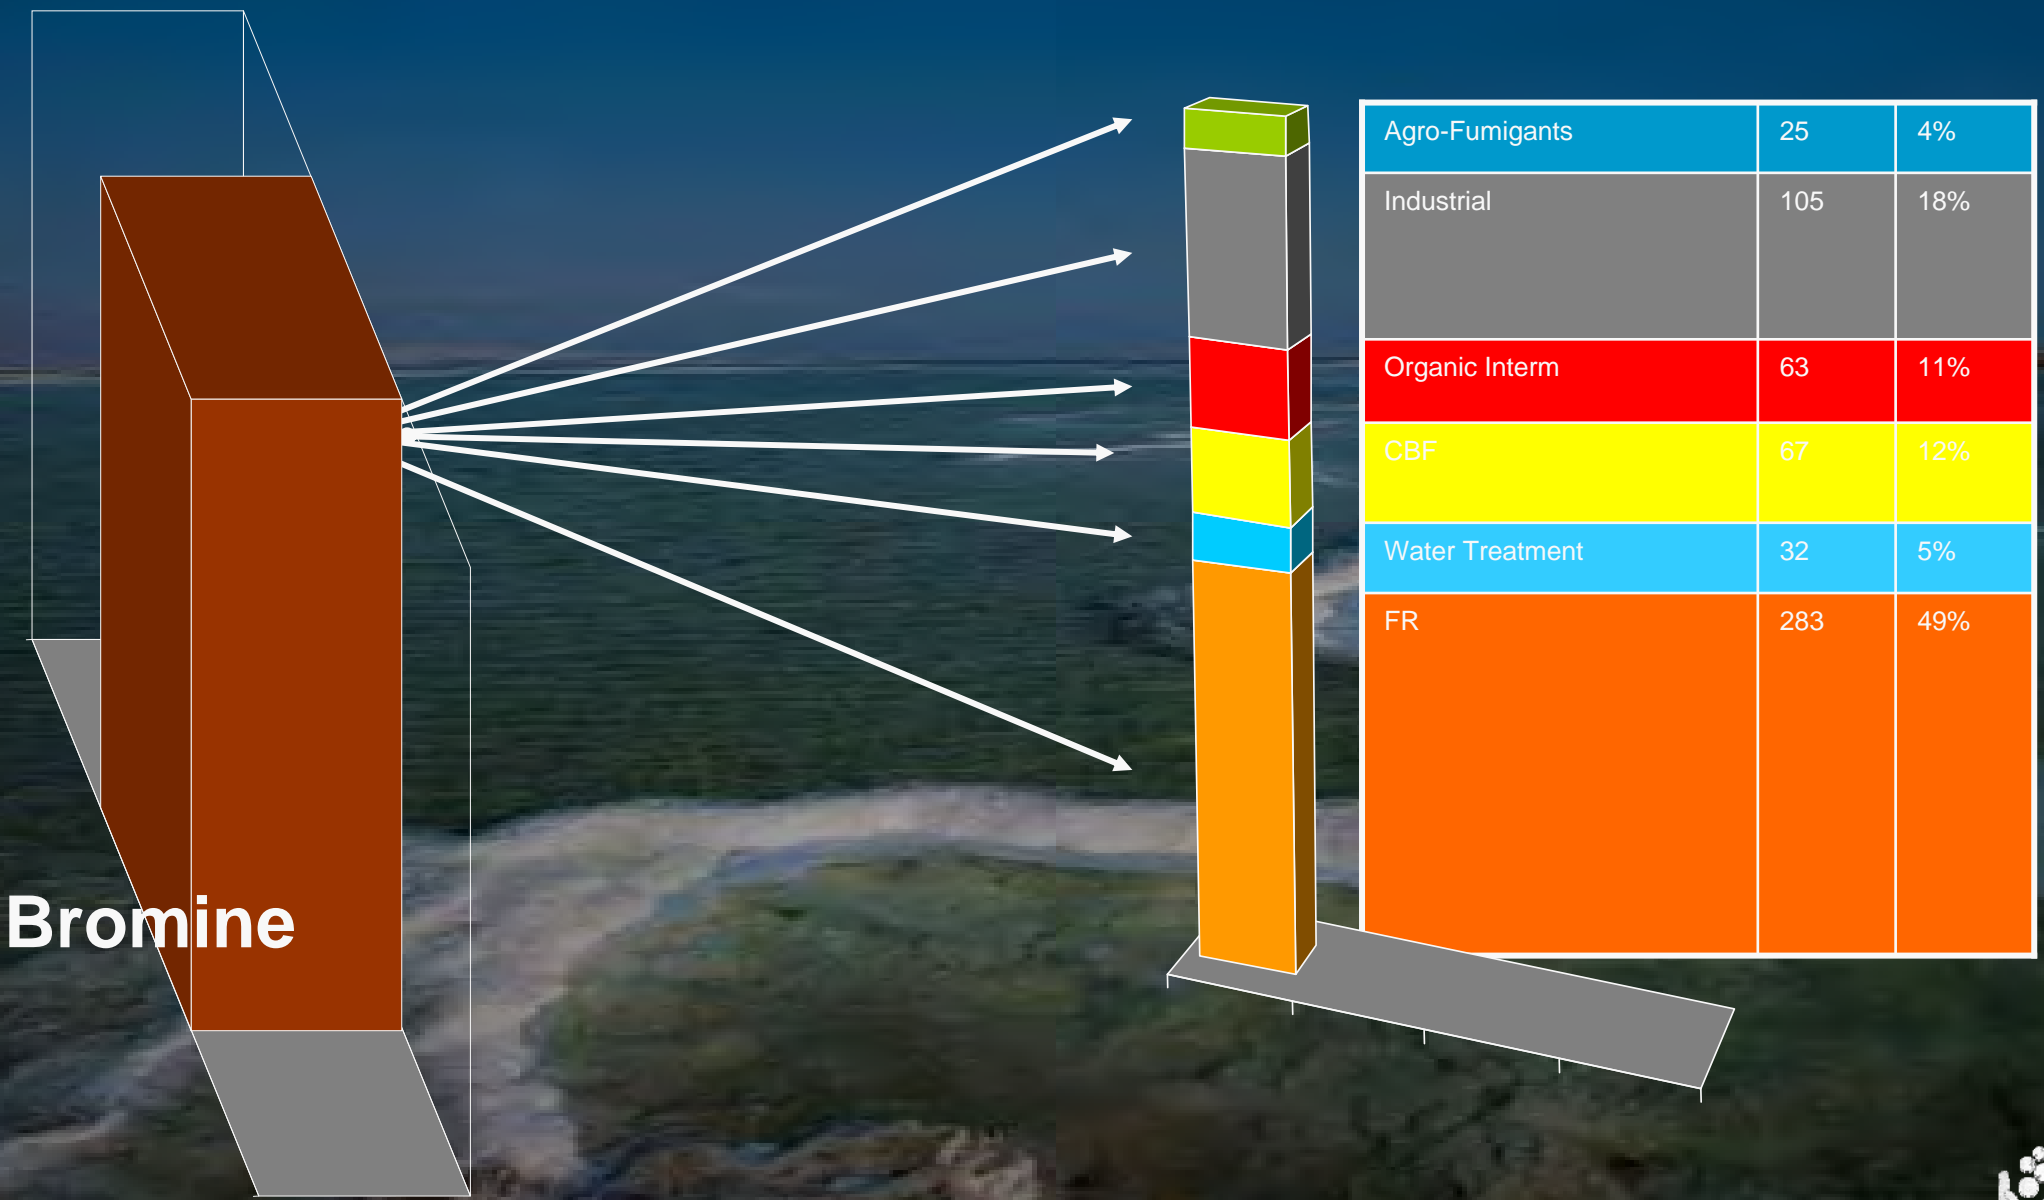 Agro-Fumigants 25 4%
Industrial 105 18%
Organic Interm 63 11%
CBF 67 12%
Water Treatment 32 5%
FR 283 49%
Bromine